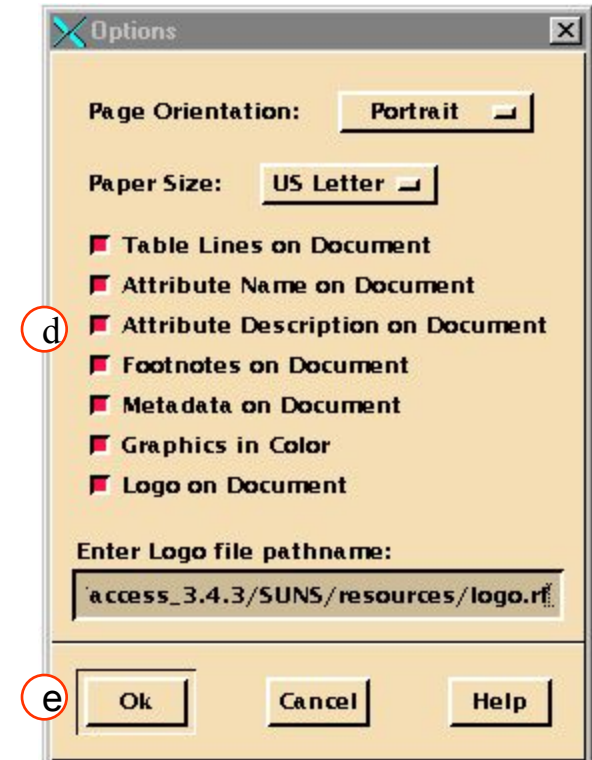 Options
Page Orientation: Portrait
Paper Size: US Letter
Table Lines on Document
Attribute Name on Document
d Attribute Description on Document
Footnotes on Document
Metadata on Document
Graphics in Color
Logo on Document
Enter Logo file pathname:
access_3.4.3/SUNS/resources/logo.rf
e Ok Cancel Help